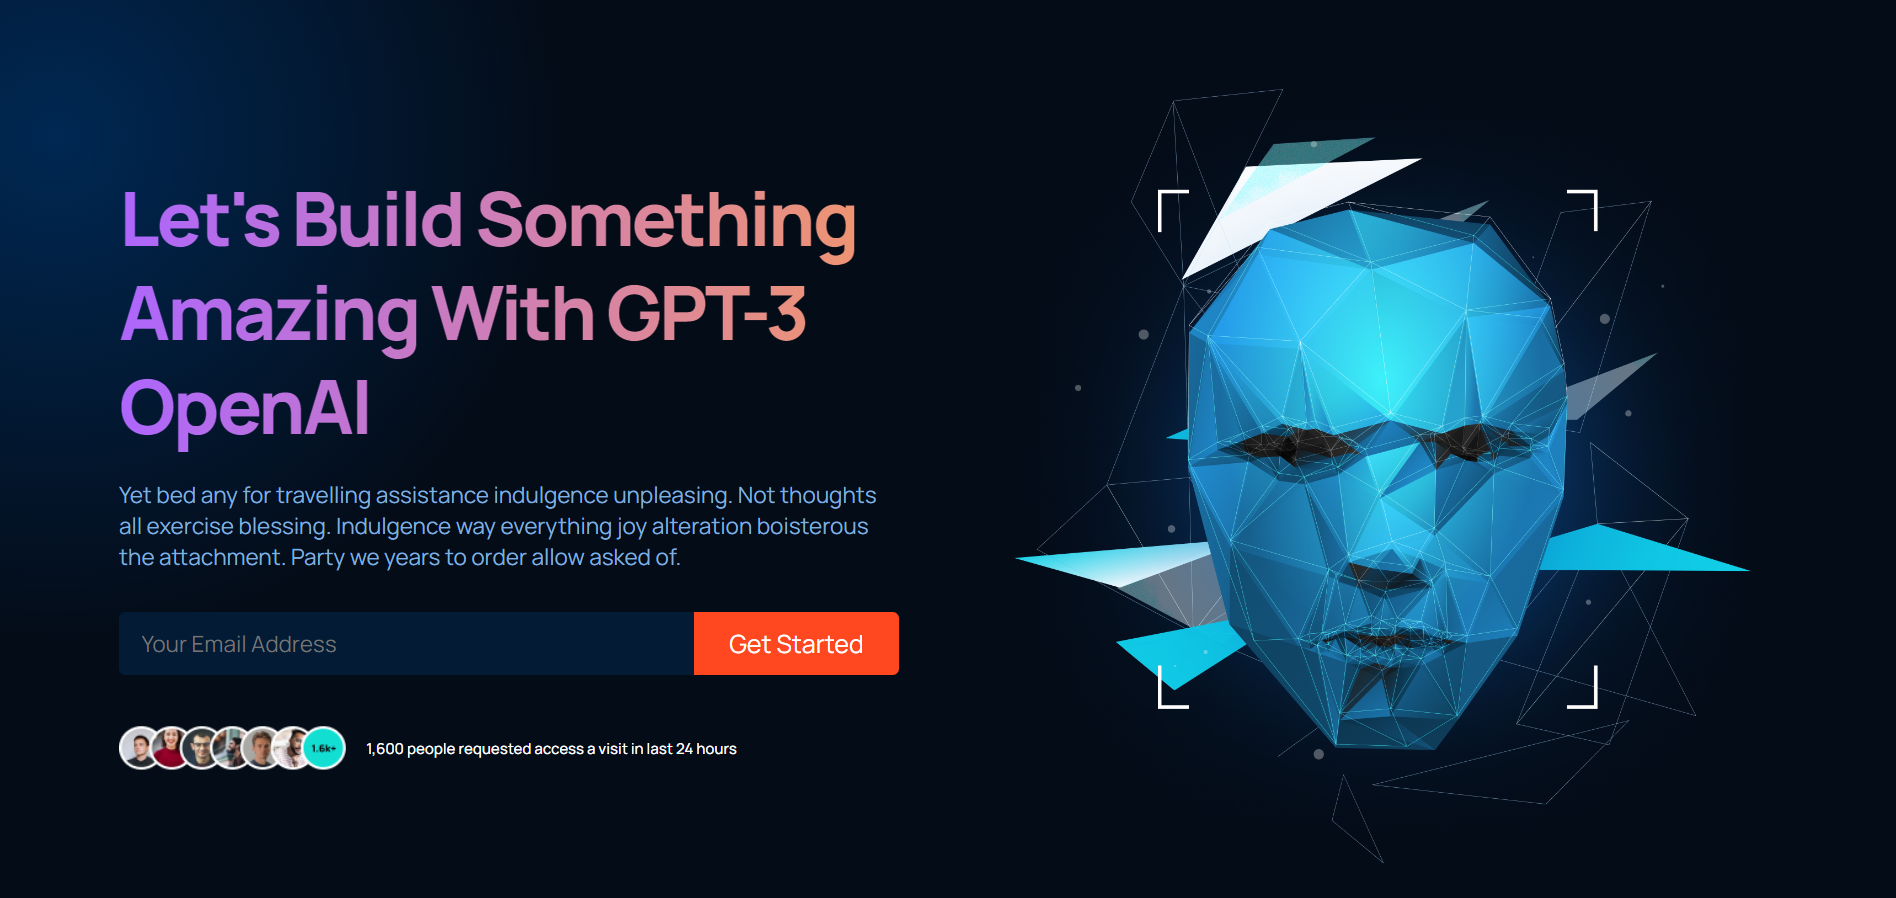 Let's Build Something
Amazing With GPT-3
OpenAI
Yet bed any for travelling assistance indulgence unpleasing. Not thoughts
all exercise blessing. Indulgence way everything joy alteration boisterous
the attachment. Party we years to order allow asked of.
Your Email Address
Get Started
1.6k+
1,600 people requested access a visit in last 24 hours